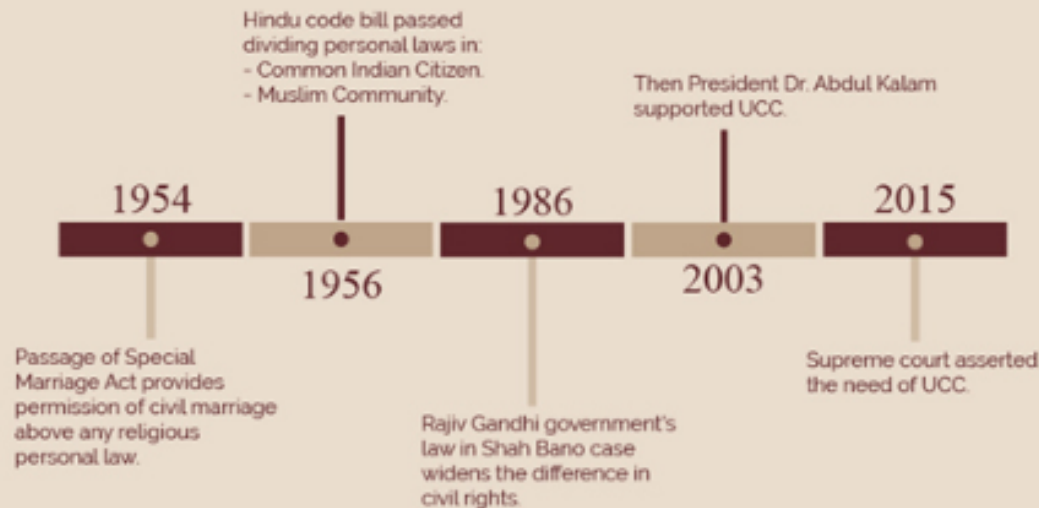 Hindu code bill passed
dividing personal laws in:
- Common Indian Citizen.
- Muslim Community.
Then President Dr. Abdul Kalam
supported UCC.
1954
1986
2015
1956
2003
Passage of Special
Marriage Act provides
permission of civil marriage
above any religious
personal law.
Rajiv Gandhi government's
law in Shah Bano case
widens the difference in
civil rights.
Supreme court asserted
the need of UCC.